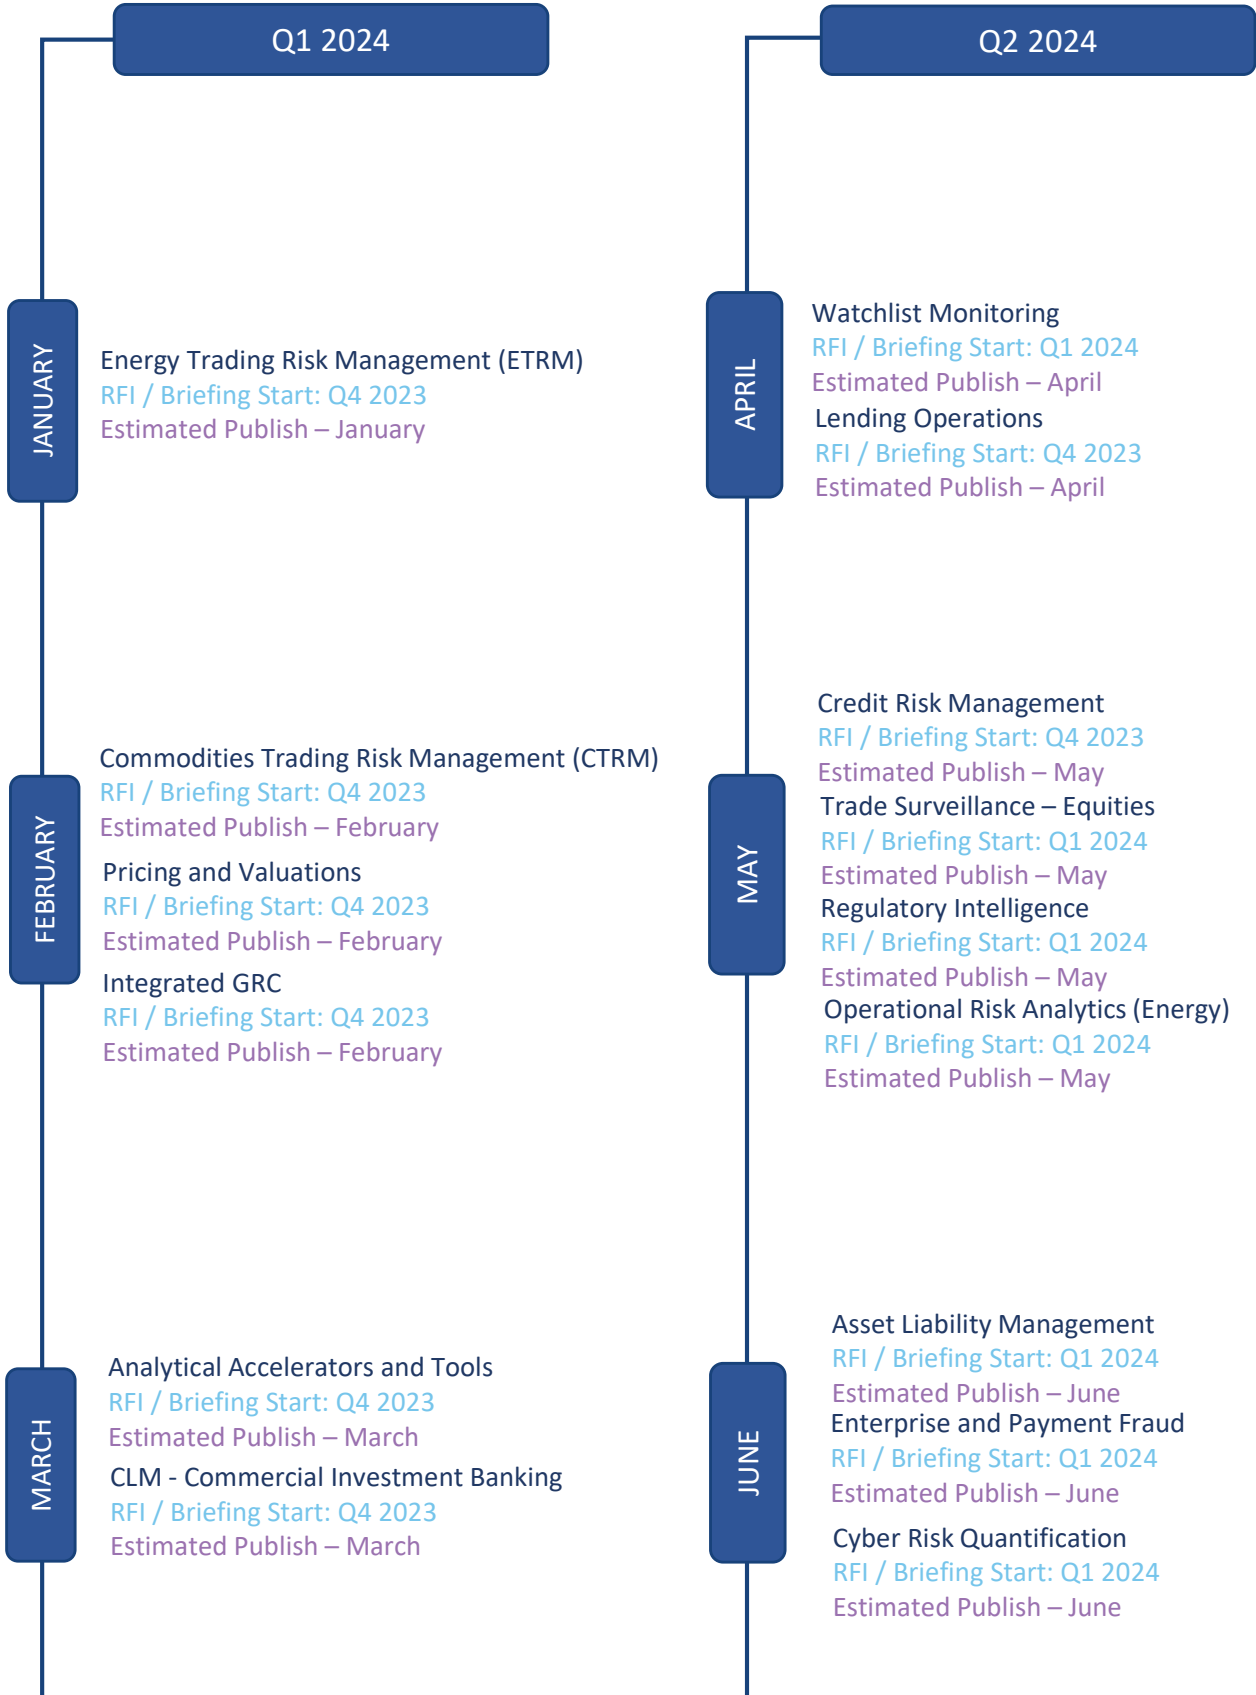 Q1 2024
JANUARY
Energy Trading Risk Management (ETRM)
RFI / Briefing Start: Q4 2023
Estimated Publish – January
FEBRUARY
Commodities Trading Risk Management (CTRM)
RFI / Briefing Start: Q4 2023
Estimated Publish – February
Pricing and Valuations
RFI / Briefing Start: Q4 2023
Estimated Publish – February
Integrated GRC
RFI / Briefing Start: Q4 2023
Estimated Publish – February
MARCH
Analytical Accelerators and Tools
RFI / Briefing Start: Q4 2023
Estimated Publish – March
CLM - Commercial Investment Banking
RFI / Briefing Start: Q4 2023
Estimated Publish – March
Q2 2024
APRIL
Watchlist Monitoring
RFI / Briefing Start: Q1 2024
Estimated Publish – April
Lending Operations
RFI / Briefing Start: Q4 2023
Estimated Publish – April
MAY
Credit Risk Management
RFI / Briefing Start: Q4 2023
Estimated Publish – May
Trade Surveillance – Equities
RFI / Briefing Start: Q1 2024
Estimated Publish – May
Regulatory Intelligence
RFI / Briefing Start: Q1 2024
Estimated Publish – May
Operational Risk Analytics (Energy)
RFI / Briefing Start: Q1 2024
Estimated Publish – May
JUNE
Asset Liability Management
RFI / Briefing Start: Q1 2024
Estimated Publish – June
Enterprise and Payment Fraud
RFI / Briefing Start: Q1 2024
Estimated Publish – June
Cyber Risk Quantification
RFI / Briefing Start: Q1 2024
Estimated Publish – June